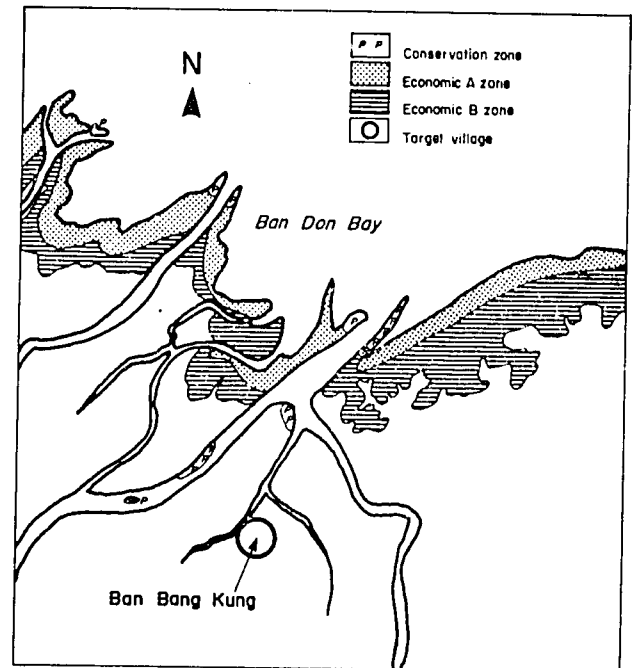 P P Conservation zone
Economic A zone
Economic B zone
Target village
N
Ban Don Bay
P
Ban Bang Kung